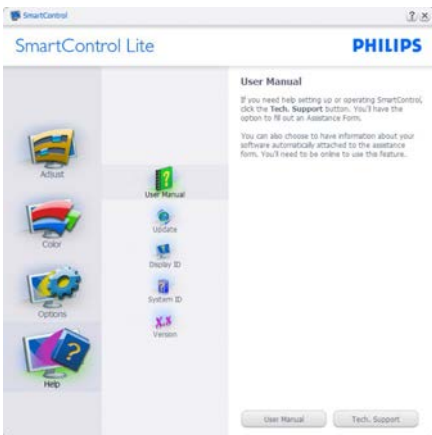 SmartControl
SmartControl Lite
PHILIPS
Adjust
Color
Options
Help
User Manual
Update
Display ID
System ID
Version
User Manual
If you need help setting up or operating SmartControl,
click the Tech. Support button. You'll have the
option to fill out an Assistance Form.
You can also choose to have information about your
software automatically attached to the assistance
form. You'll need to be online to use this feature.
User Manual
Tech. Support